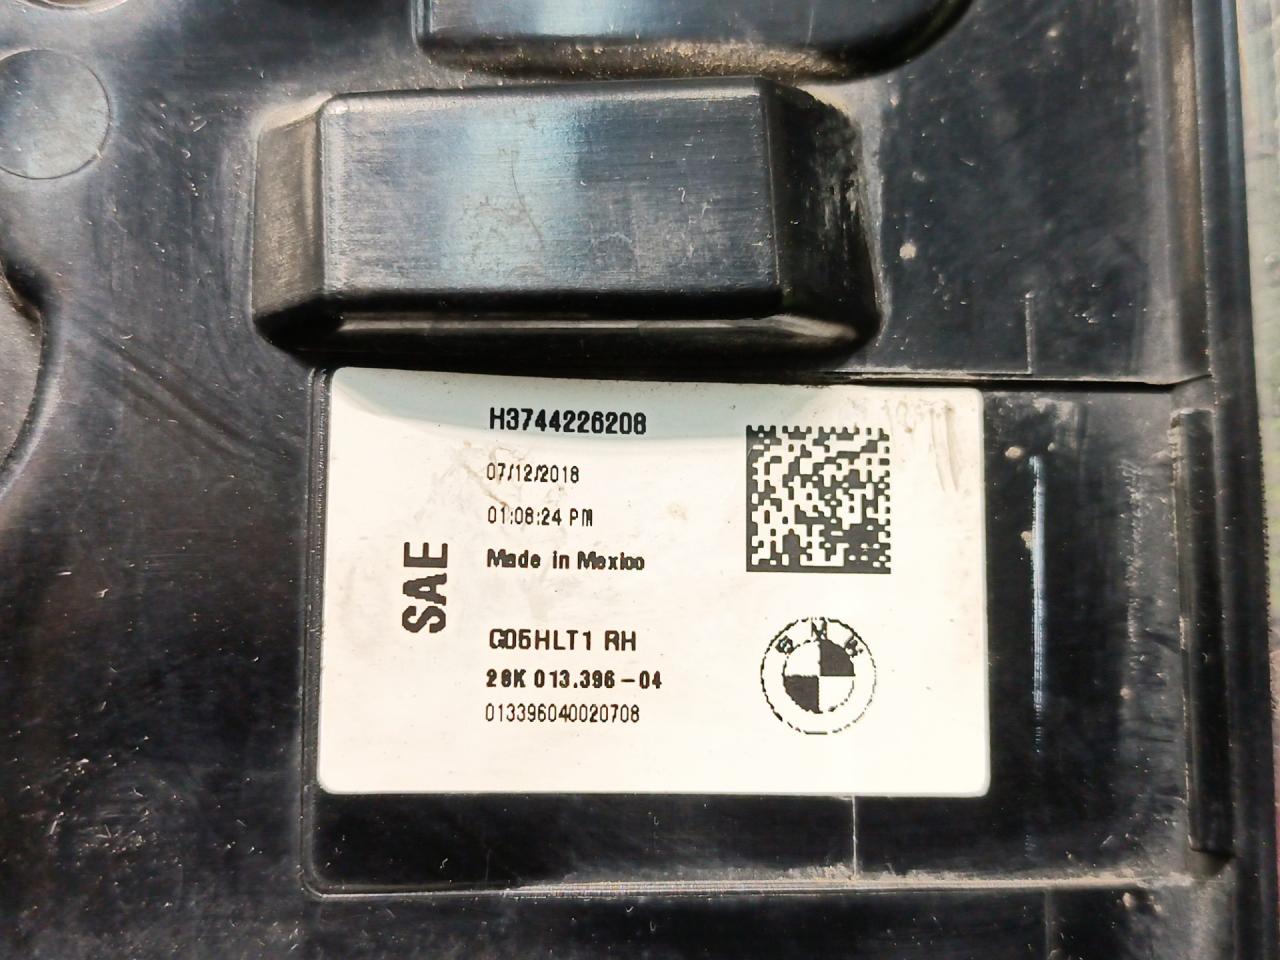 H3744226208
07/12/2018
01:08:24 PM
Made in Mexico
SAE
G05HLT1 RH
28K 013.396-04
013396040020708
BMW